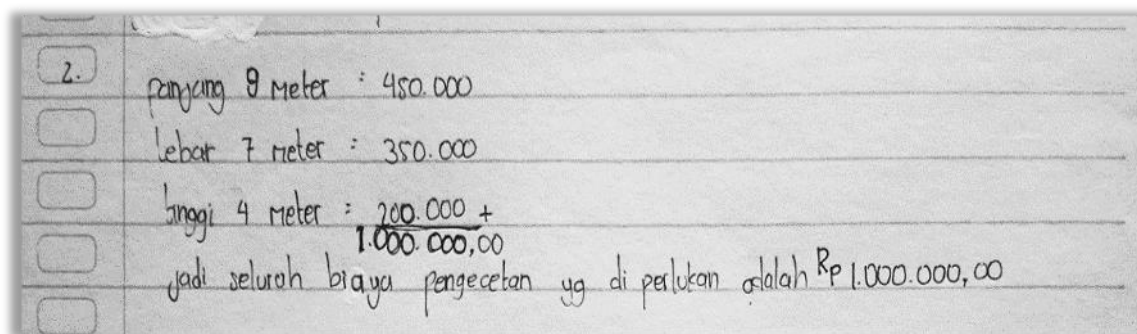 2. panjang 9 Meter : 450.000
lebar 7 meter : 350.000
tinggi 4 meter : 200.000 +
1.000.000,00
jadi seluruh biaya pengecetan yg di perlukan adalah Rp 1.000.000,00